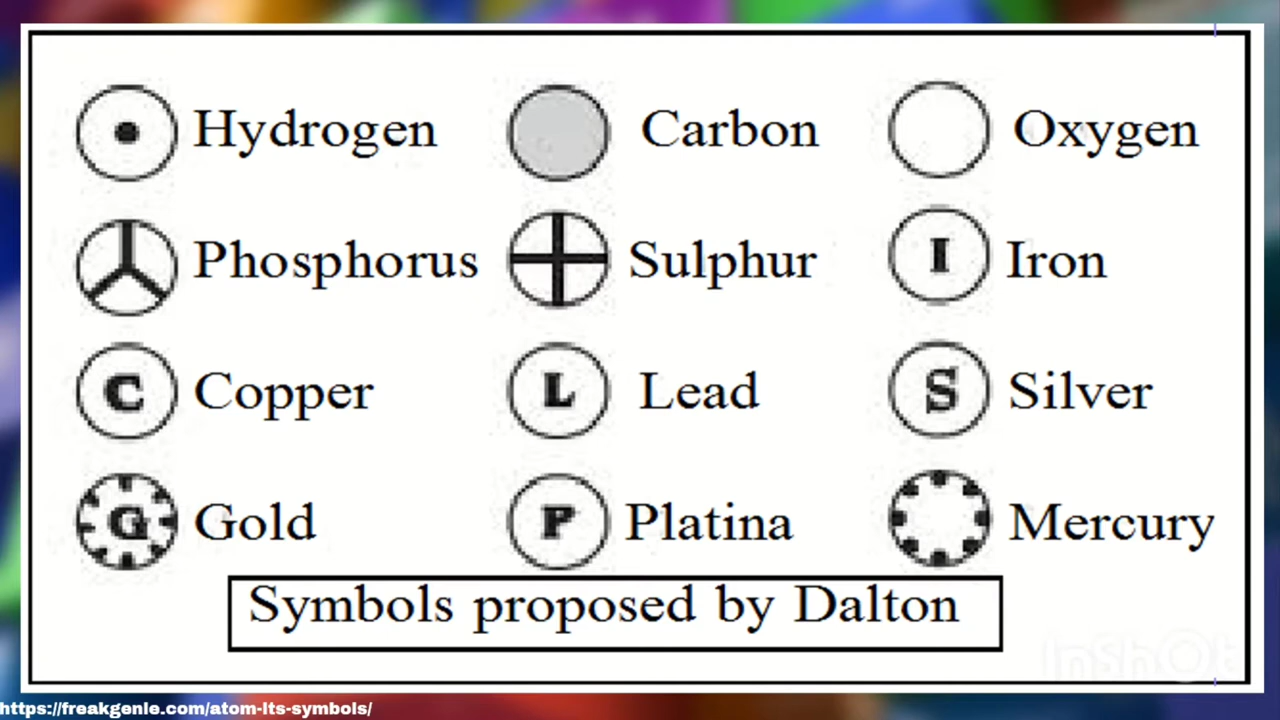 Hydrogen Carbon Oxygen
Phosphorus Sulphur I Iron
C Copper L Lead S Silver
G Gold P Platina Mercury
Symbols proposed by Dalton
InShOt
https://freakgenie.com/atom-its-symbols/